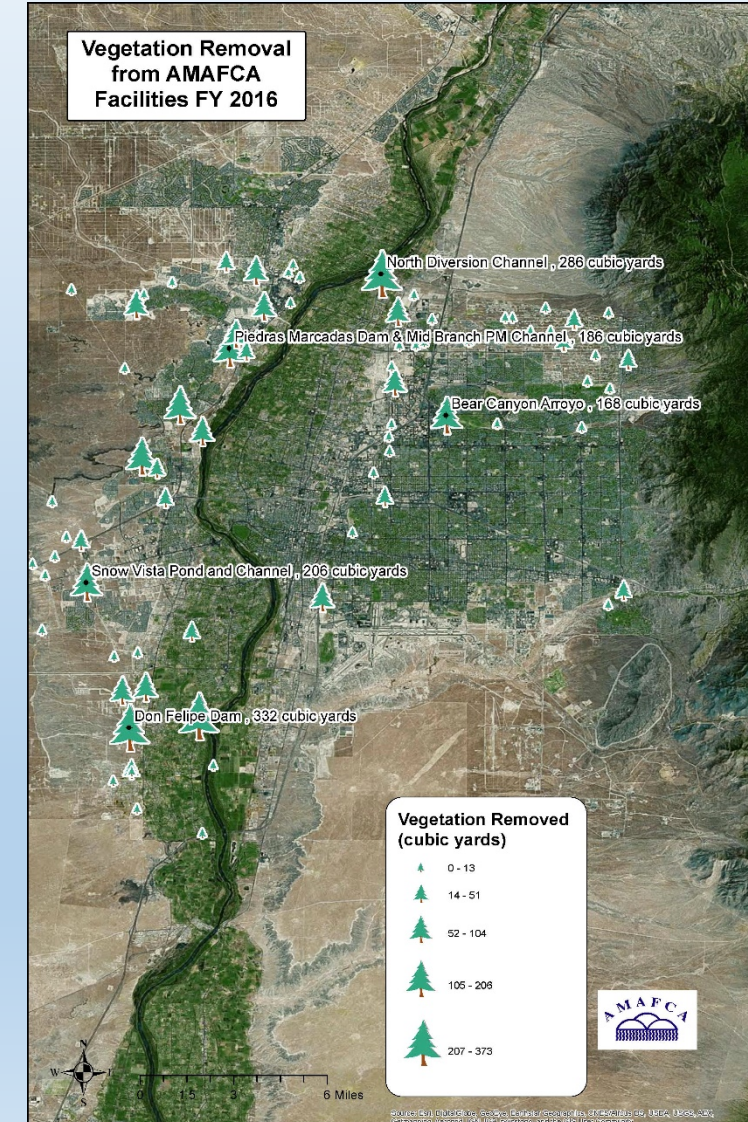 Vegetation Removal
from AMAFCA
Facilities FY 2016
North Diversion Channel , 286 cubic yards
Piedras Marcadas Dam & Mid Branch PM Channel , 186 cubic yards
Bear Canyon Arroyo , 168 cubic yards
Snow Vista Pond and Channel , 206 cubic yards
Don Felipe Dam , 332 cubic yards
Vegetation Removed
(cubic yards)
0 - 13
14 - 51
52 - 104
105 - 206
207 - 373
AMAFCA
N
W
S
0 1.5 3 6 Miles